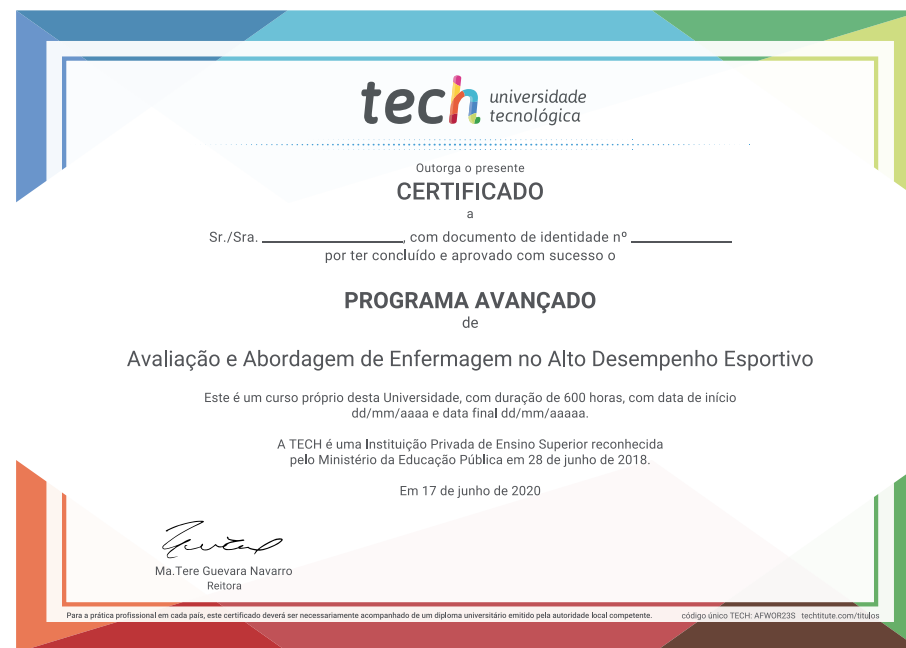 tech universidade
tecnológica
Outorga o presente
CERTIFICADO
a
Sr./Sra. ____________, com documento de identidade nº ____________
por ter concluído e aprovado com sucesso o
PROGRAMA AVANÇADO
de
Avaliação e Abordagem de Enfermagem no Alto Desempenho Esportivo
Este é um curso próprio desta Universidade, com duração de 600 horas, com data de início
dd/mm/aaaa e data final dd/mm/aaaaa.
A TECH é uma Instituição Privada de Ensino Superior reconhecida
pelo Ministério da Educação Pública em 28 de junho de 2018.
Em 17 de junho de 2020
Ma.Tere Guevara Navarro
Reitora
Para a prática profissional em cada país, este certificado deverá ser necessariamente acompanhado de um diploma universitário emitido pela autoridade local competente. código único TECH: AFWOR23S techtitute.com/titulos